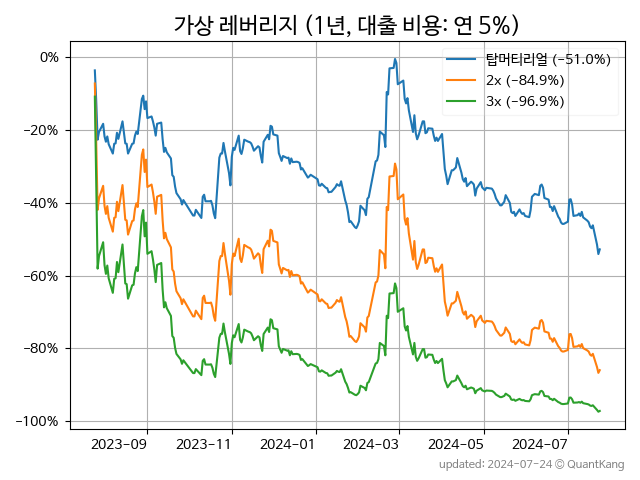 가상 레버리지 (1년, 대출 비용: 연 5%)
탑머티리얼 (−51.0%)
2x (−84.9%)
3x (−96.9%)
0%
−20%
−40%
−60%
−80%
−100%
2023-09
2023-11
2024-01
2024-03
2024-05
2024-07
updated: 2024-07-24 © QuantKang